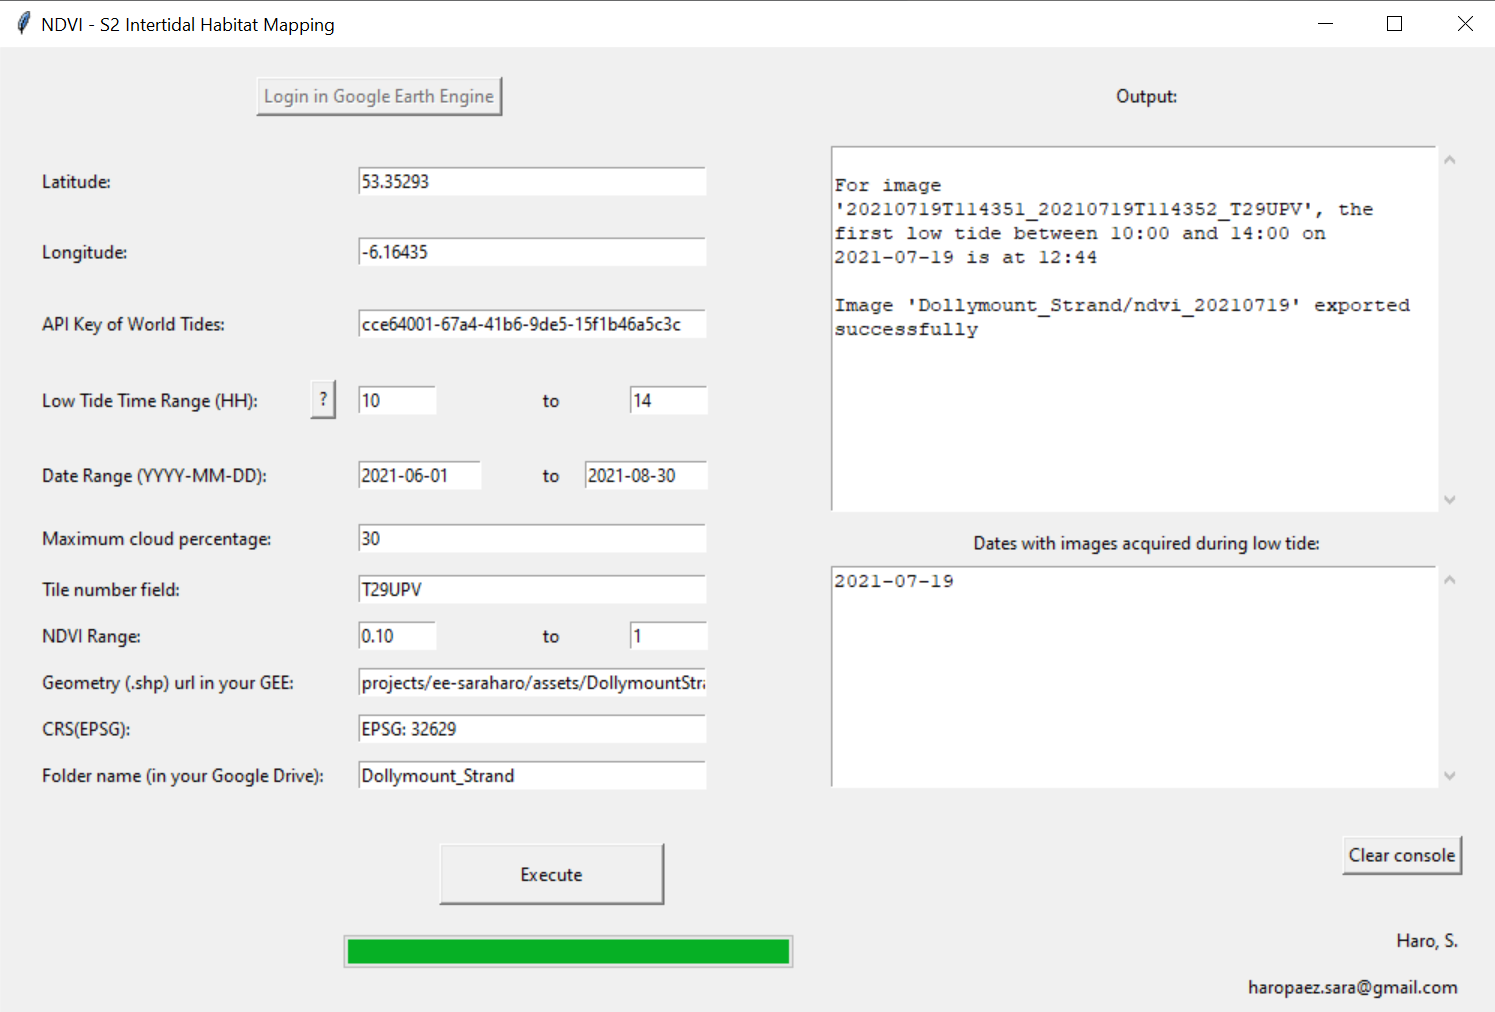 NDVI - S2 Intertidal Habitat Mapping
Login in Google Earth Engine
Latitude: 53.35293
Longitude: -6.16435
API Key of World Tides: cce64001-67a4-41b6-9de5-15f1b46a5c3c
Low Tide Time Range (HH): ? 10 to 14
Date Range (YYYY-MM-DD): 2021-06-01 to 2021-08-30
Maximum cloud percentage: 30
Tile number field: T29UPV
NDVI Range: 0.10 to 1
Geometry (.shp) url in your GEE: projects/ee-saraharo/assets/DollymountStra
CRS(EPSG): EPSG: 32629
Folder name (in your Google Drive): Dollymount_Strand
Execute
Output:
For image
'20210719T114351_20210719T114352_T29UPV', the
first low tide between 10:00 and 14:00 on
2021-07-19 is at 12:44
Image 'Dollymount_Strand/ndvi_20210719' exported
successfully
Dates with images acquired during low tide:
2021-07-19
Clear console
Haro, S.
haropaez.sara@gmail.com